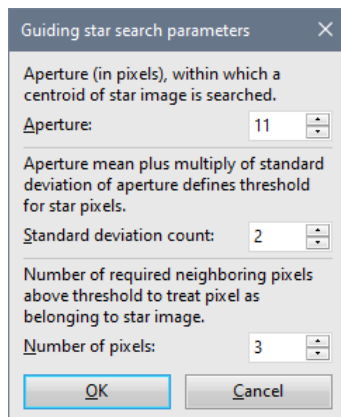 Guiding star search parameters
Aperture (in pixels), within which a
centroid of star image is searched.
Aperture: 11
Aperture mean plus multiply of standard
deviation of aperture defines threshold
for star pixels.
Standard deviation count: 2
Number of required neighboring pixels
above threshold to treat pixel as
belonging to star image.
Number of pixels: 3
OK Cancel